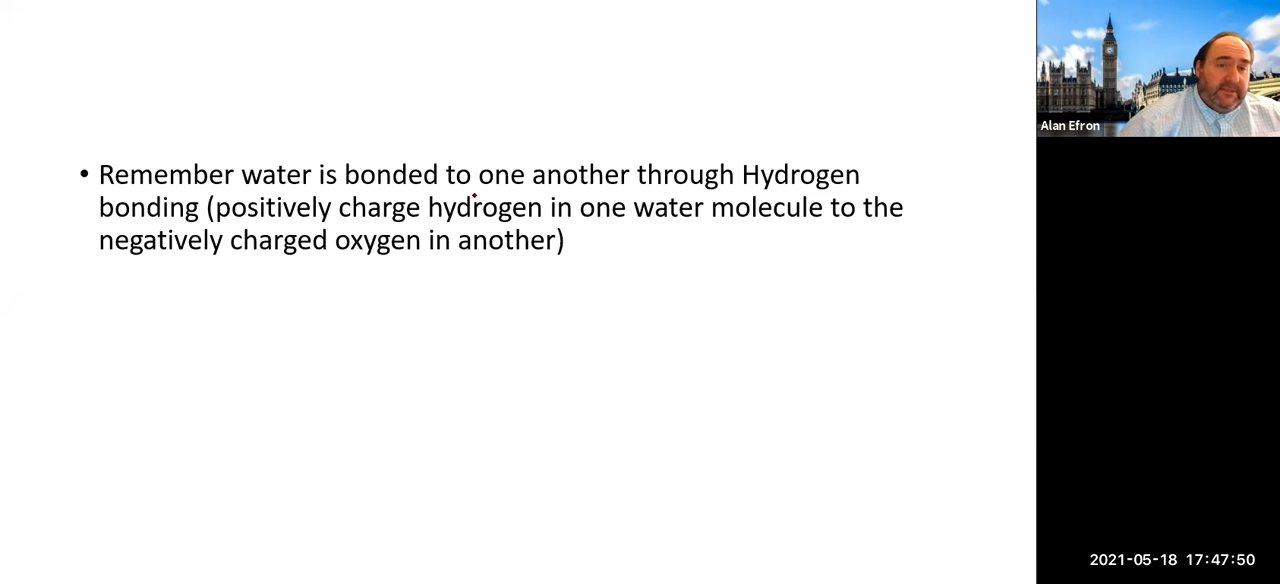 • Remember water is bonded to one another through Hydrogen
bonding (positively charge hydrogen in one water molecule to the
negatively charged oxygen in another)
Alan Efron
2021-05-18 17:47:50